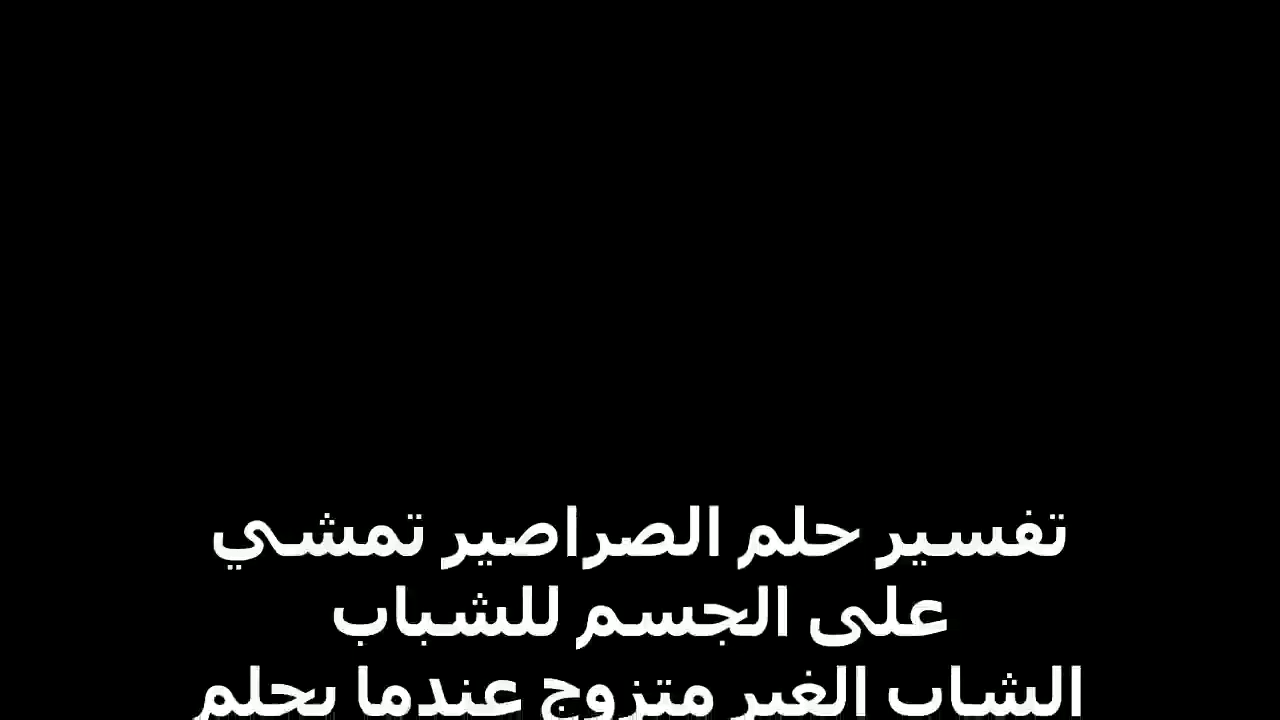 تفسير حلم الصراصير تمشي
على الجسم للشباب
الشاب الغير متزوج عندما يحلم